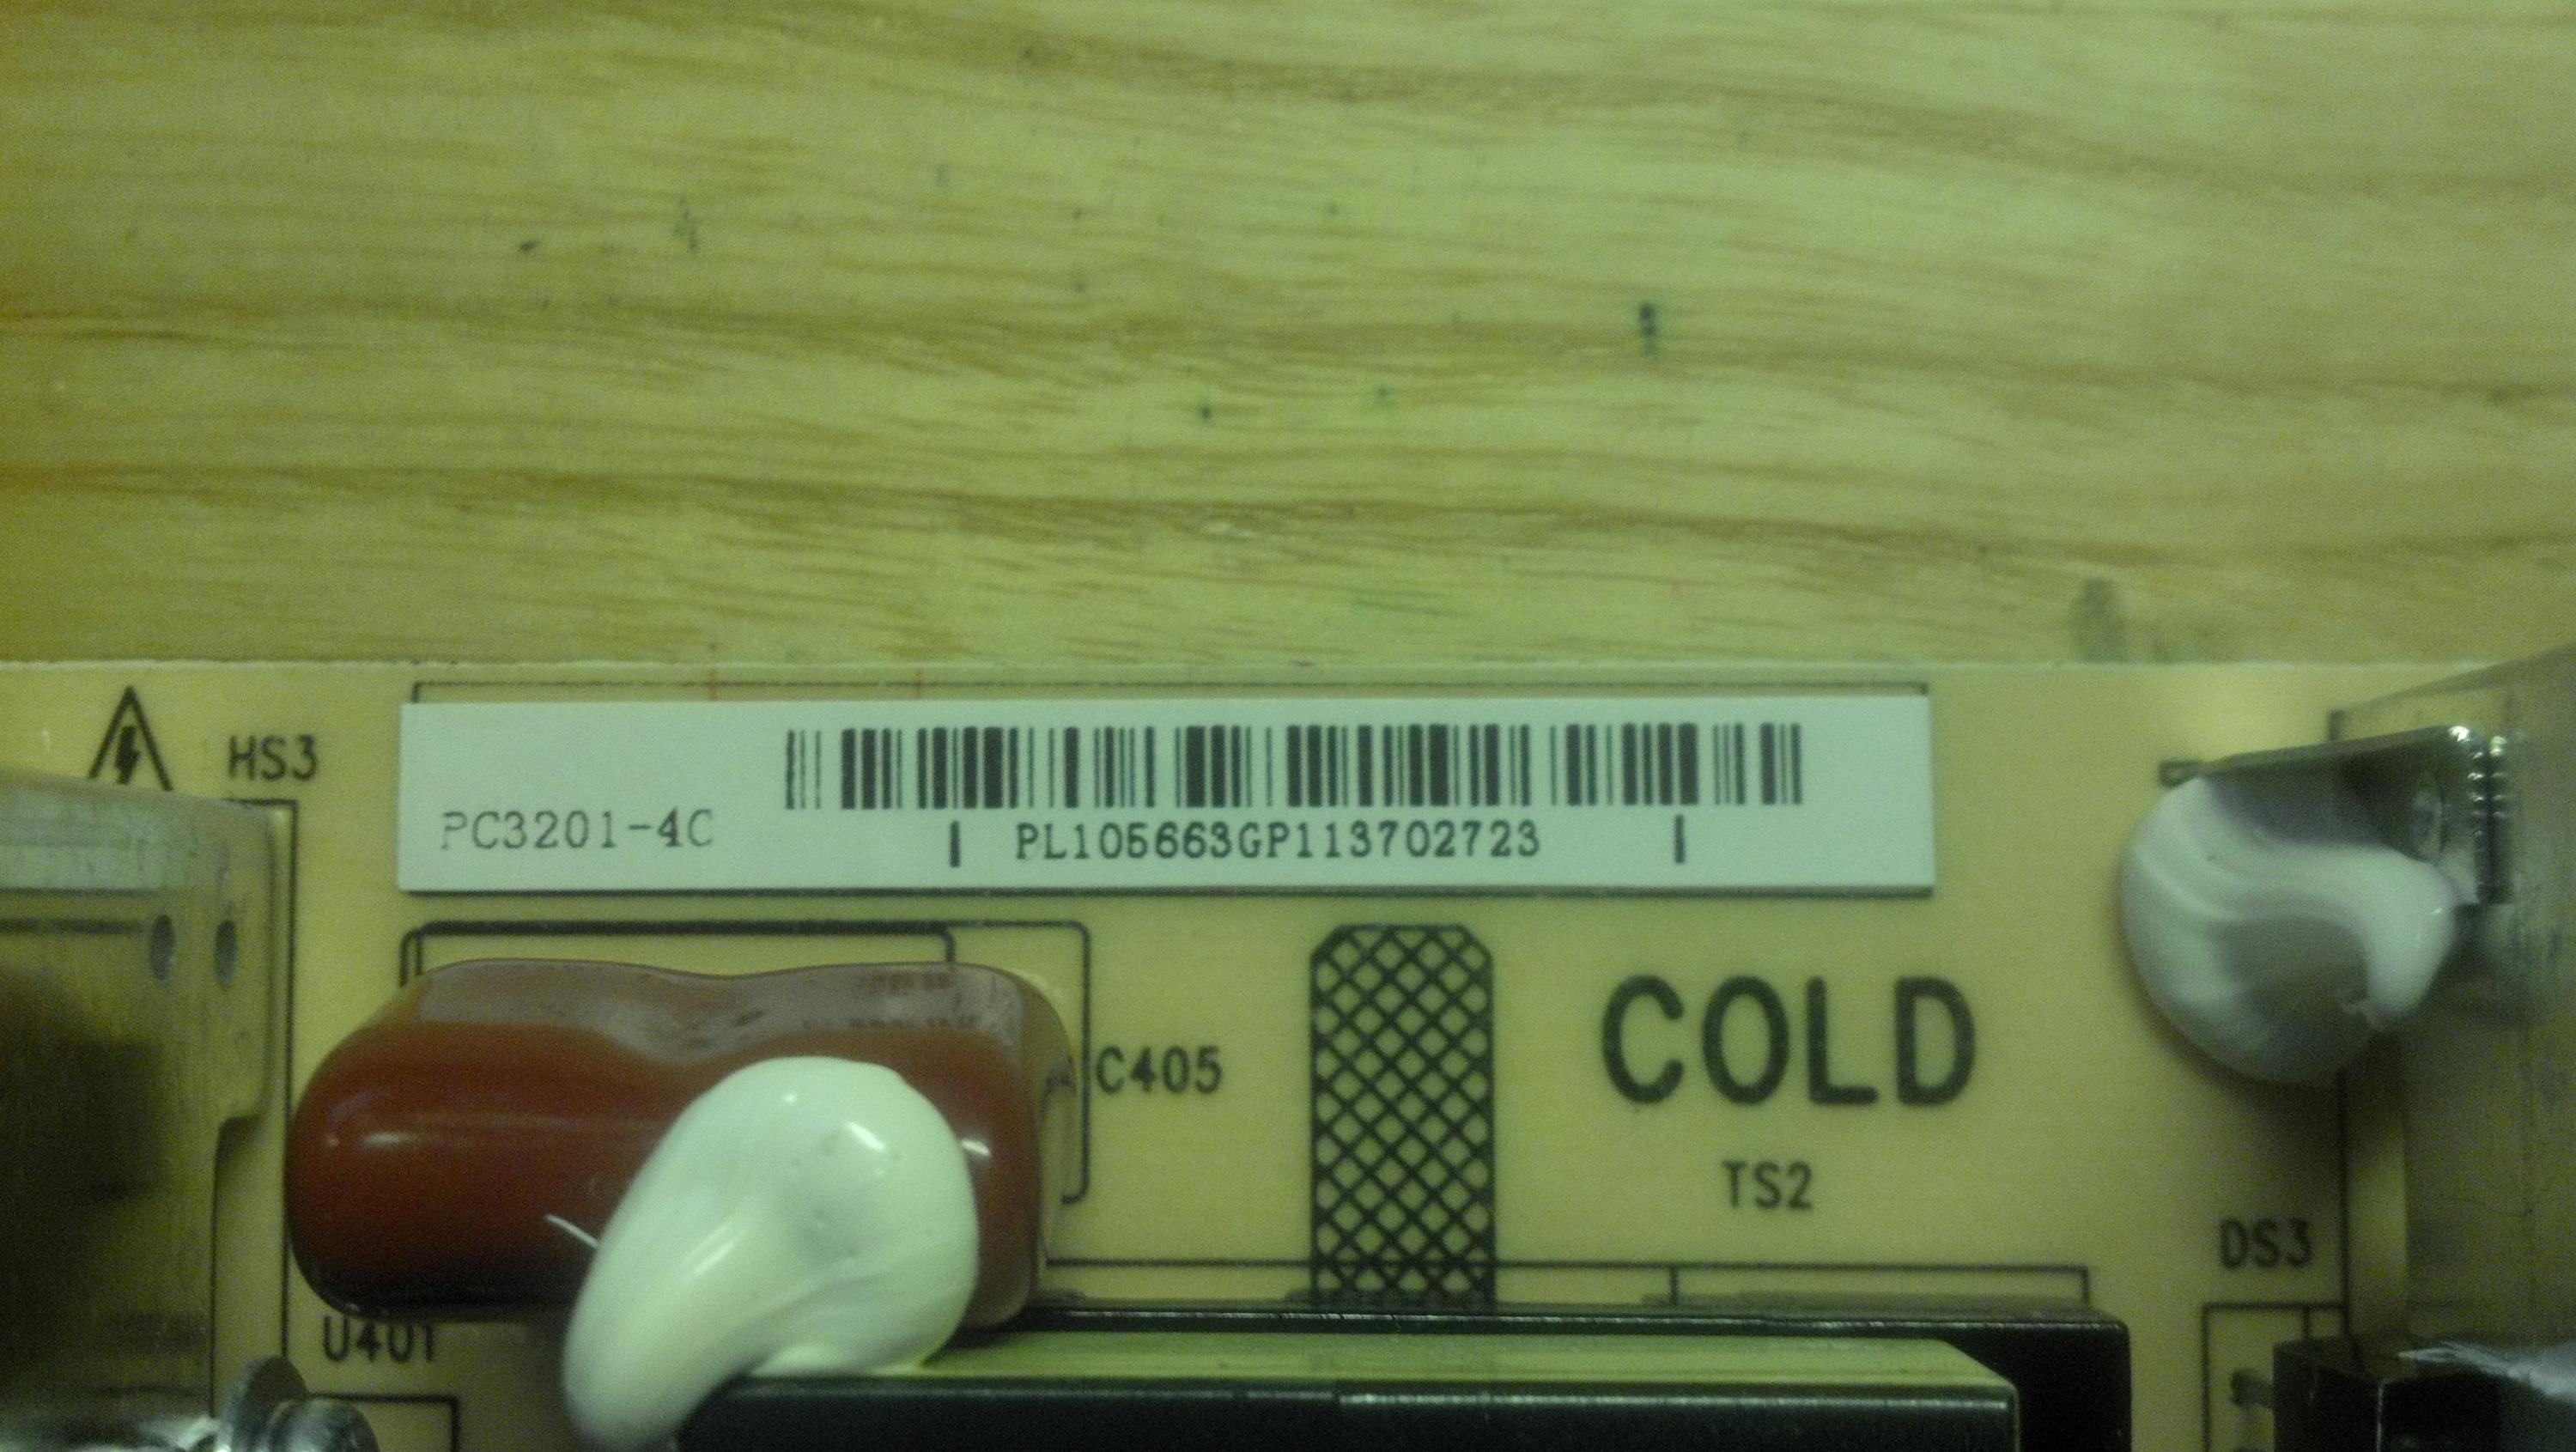 HS3
PC3201-4C
PL105663GP113702723
C405
COLD
TS2
DS3
U401